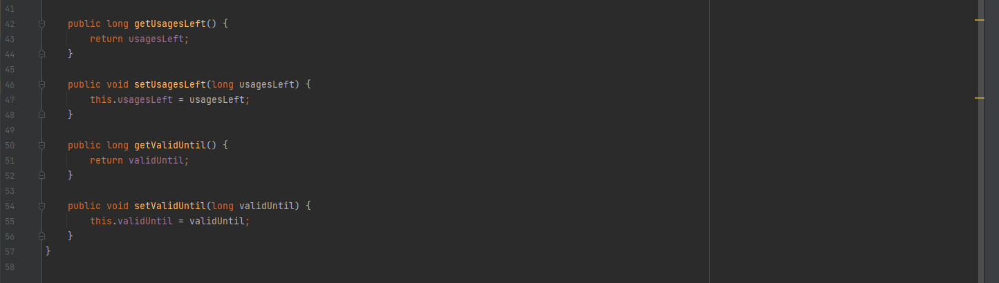 41
42 public long getUsagesLeft() {
43 return usagesLeft;
44 }
45
46 public void setUsagesLeft(long usagesLeft) {
47 this.usagesLeft = usagesLeft;
48 }
49
50 public long getValidUntil() {
51 return validUntil;
52 }
53
54 public void setValidUntil(long validUntil) {
55 this.validUntil = validUntil;
56 }
57 }
58